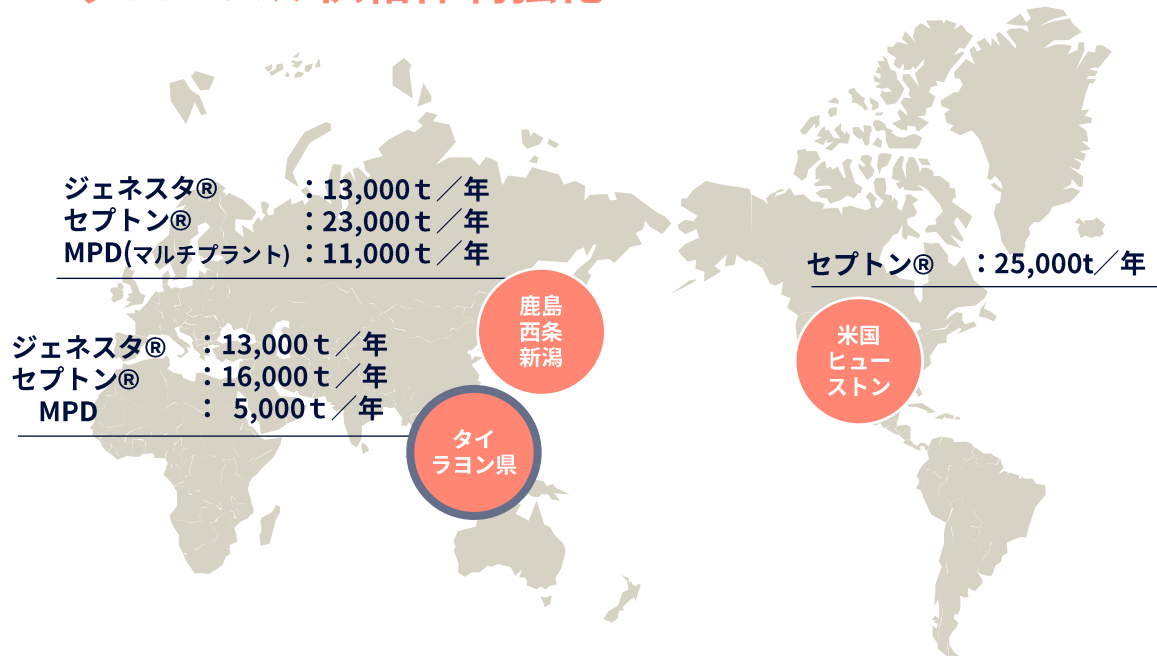 ジェネスタ® ：13,000ｔ／年
セプトン® ：23,000ｔ／年
MPD(マルチプラント) ：11,000ｔ／年
鹿島
西条
新潟
セプトン® ：25,000t／年
米国
ヒュー
ストン
ジェネスタ® ：13,000ｔ／年
セプトン® ：16,000ｔ／年
MPD ： 5,000ｔ／年
タイ
ラヨン県